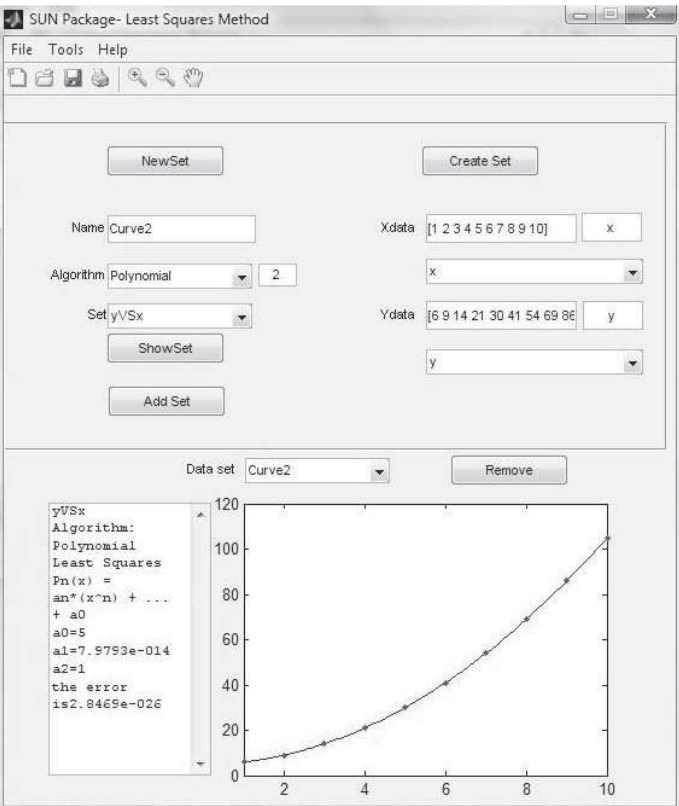 SUN Package- Least Squares Method
File Tools Help
NewSet
Create Set
Name Curve2
Xdata [1 2 3 4 5 6 7 8 9 10] x
Algorithm Polynomial 2
x
Set yVSx
Ydata [6 9 14 21 30 41 54 69 86 y
ShowSet
y
Add Set
Data set Curve2
Remove
yVSx
Algorithm:
Polynomial
Least Squares
Pn(x) =
an*(x^n) + ...
+ a0
a0=5
a1=7.9793e-014
a2=1
the error
is2.8469e-026
120
100
80
60
40
20
0
2 4 6 8 10